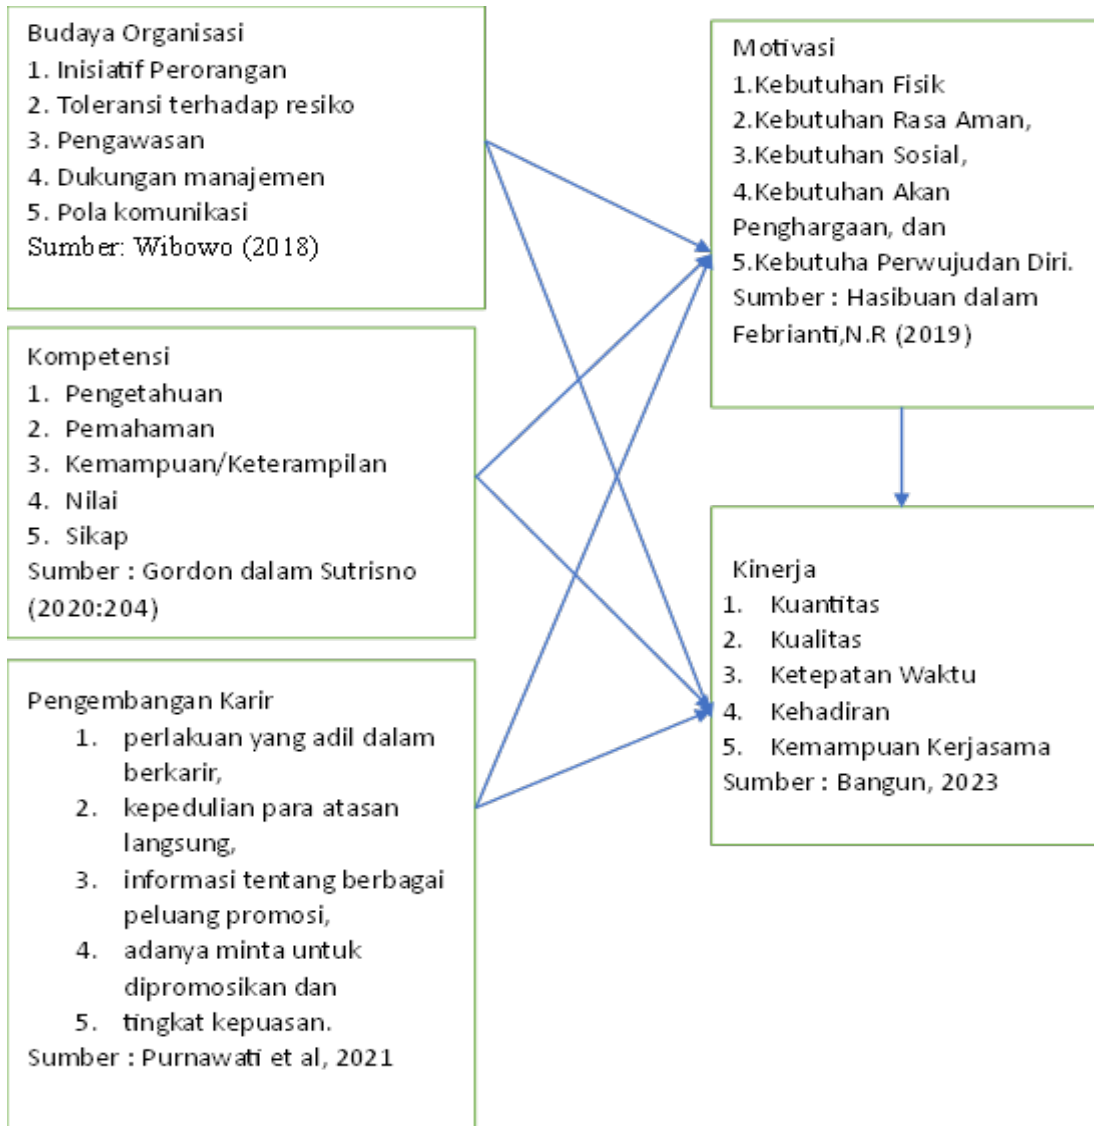 Budaya Organisasi
1. Inisiatif Perorangan
2. Toleransi terhadap resiko
3. Pengawasan
4. Dukungan manajemen
5. Pola komunikasi
Sumber: Wibowo (2018)
Kompetensi
1. Pengetahuan
2. Pemahaman
3. Kemampuan/Keterampilan
4. Nilai
5. Sikap
Sumber : Gordon dalam Sutrisno
(2020:204)
Pengembangan Karir
1. perlakuan yang adil dalam
berkarir,
2. kepedulian para atasan
langsung,
3. informasi tentang berbagai
peluang promosi,
4. adanya minta untuk
dipromosikan dan
5. tingkat kepuasan.
Sumber : Purnawati et al, 2021
Motivasi
1.Kebutuhan Fisik
2.Kebutuhan Rasa Aman,
3.Kebutuhan Sosial,
4.Kebutuhan Akan
Penghargaan, dan
5.Kebutuha Perwujudan Diri.
Sumber : Hasibuan dalam
Febrianti,N.R (2019)
Kinerja
1. Kuantitas
2. Kualitas
3. Ketepatan Waktu
4. Kehadiran
5. Kemampuan Kerjasama
Sumber : Bangun, 2023